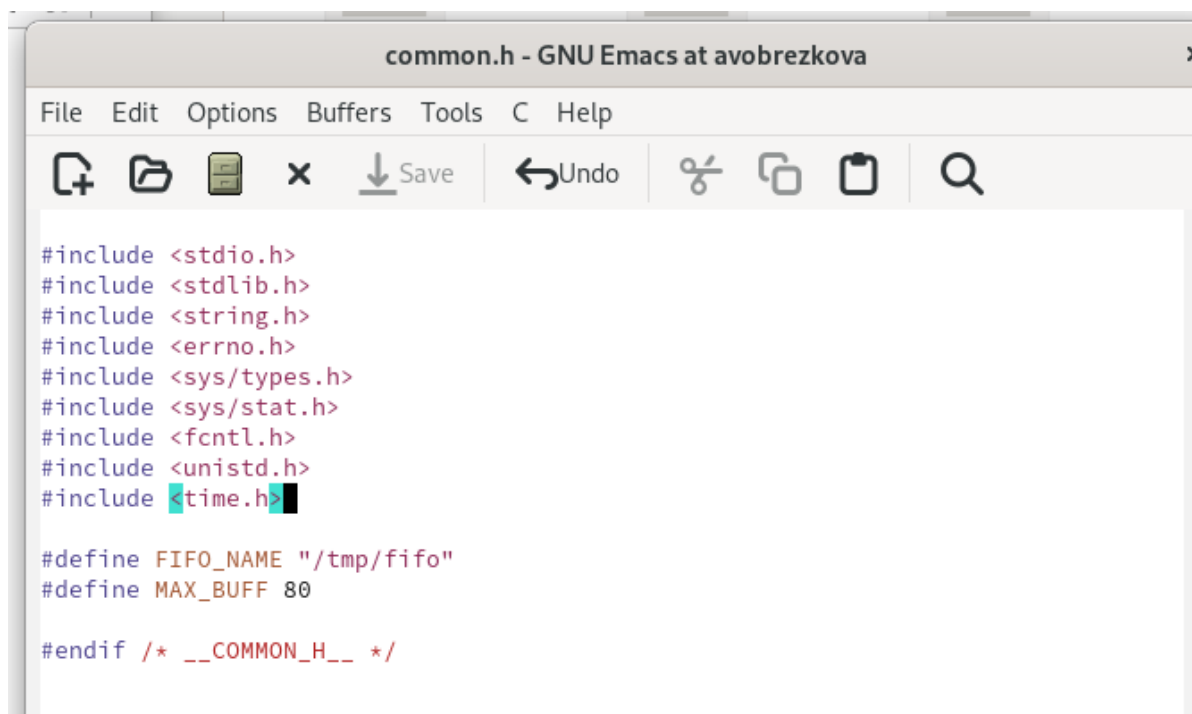 common.h - GNU Emacs at avobrezkova
File Edit Options Buffers Tools C Help
Save Undo
#include <stdio.h>
#include <stdlib.h>
#include <string.h>
#include <errno.h>
#include <sys/types.h>
#include <sys/stat.h>
#include <fcntl.h>
#include <unistd.h>
#include <time.h>
#define FIFO_NAME "/tmp/fifo"
#define MAX_BUFF 80
#endif /* __COMMON_H__ */